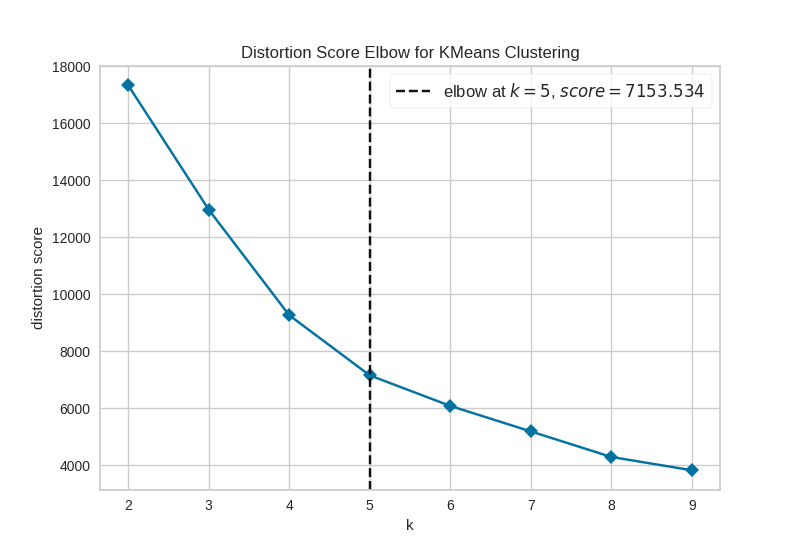 Distortion Score Elbow for KMeans Clustering
elbow at k = 5, score = 7153.534
distortion score
18000
16000
14000
12000
10000
8000
6000
4000
2 3 4 5 6 7 8 9
k